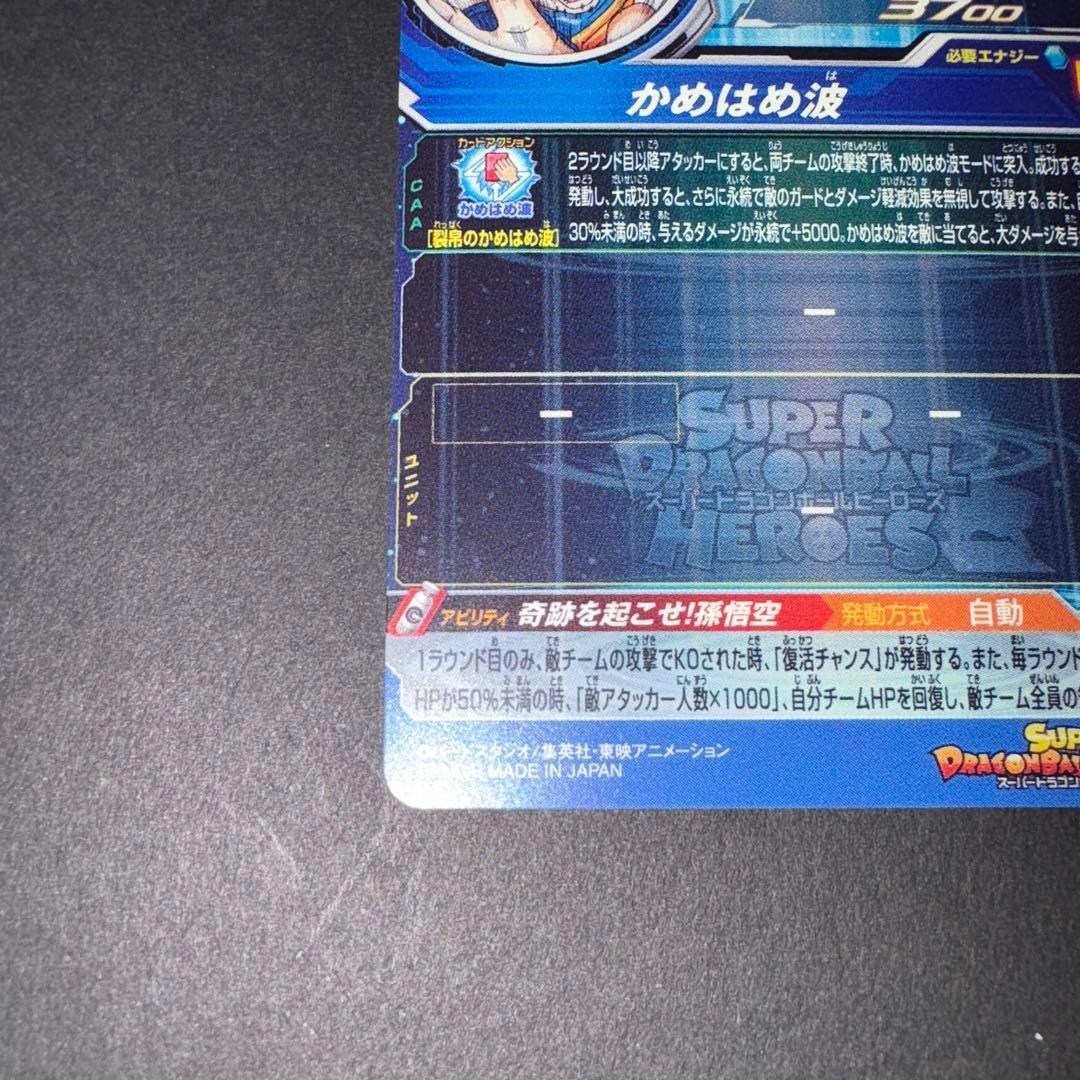 3700
必要エナジー
かめはめ波
カードアクション
かめはめ波
CAA
[裂帛のかめはめ波]
2ラウンド目以降アタッカーにすると、両チームの攻撃終了時、かめはめ波モードに突入。成功する
発動し、大成功すると、さらに永続で敵のガードとダメージ軽減効果を無視して攻撃する。また、
30%未満の時、与えるダメージが永続で+5000。かめはめ波を敵に当てると、大ダメージを与
ー
ー
ー
ユニット
SUPER
DRAGONBALL
スーパードラゴンボールヒーローズ
ー
HEROES
アビリティ 奇跡を起こせ!孫悟空 発動方式 自動
1ラウンド目のみ、敵チームの攻撃でKOされた時、「復活チャンス」が発動する。また、毎ラウンド
HPが50%未満の時、「敵アタッカー人数×1000」、自分チームHPを回復し、敵チーム全員の
バードスタジオ/集英社・東映アニメーション
MADE IN JAPAN
SUP
DRAGONBA
スーパードラゴン